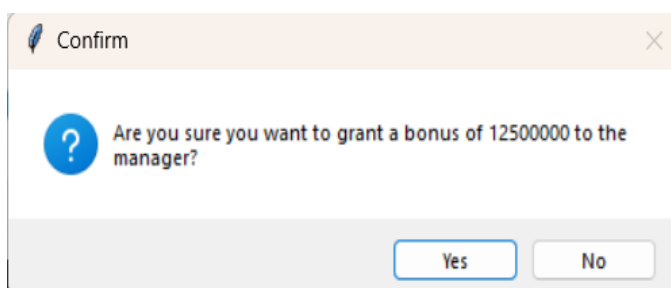 Confirm
Are you sure you want to grant a bonus of 12500000 to the
manager?
Yes
No